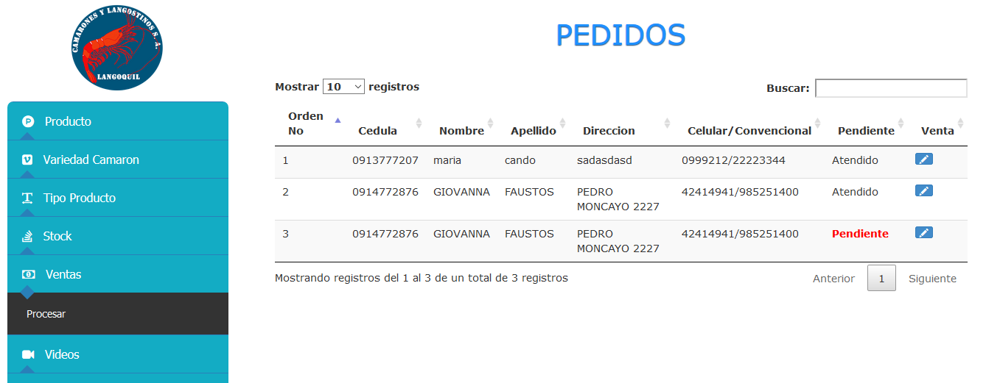 CAMARONES Y LANGOSTINOS S. A.
LANGOQUIL
Producto
Variedad Camaron
Tipo Producto
Stock
Ventas
Procesar
Videos
PEDIDOS
Mostrar 10 registros
Buscar:
Orden No Cedula Nombre Apellido Direccion Celular/Convencional Pendiente Venta
1 0913777207 maria cando sadasdasd 0999212/22223344 Atendido
2 0914772876 GIOVANNA FAUSTOS PEDRO MONCAYO 2227 42414941/985251400 Atendido
3 0914772876 GIOVANNA FAUSTOS PEDRO MONCAYO 2227 42414941/985251400 Pendiente
Mostrando registros del 1 al 3 de un total de 3 registros
Anterior 1 Siguiente